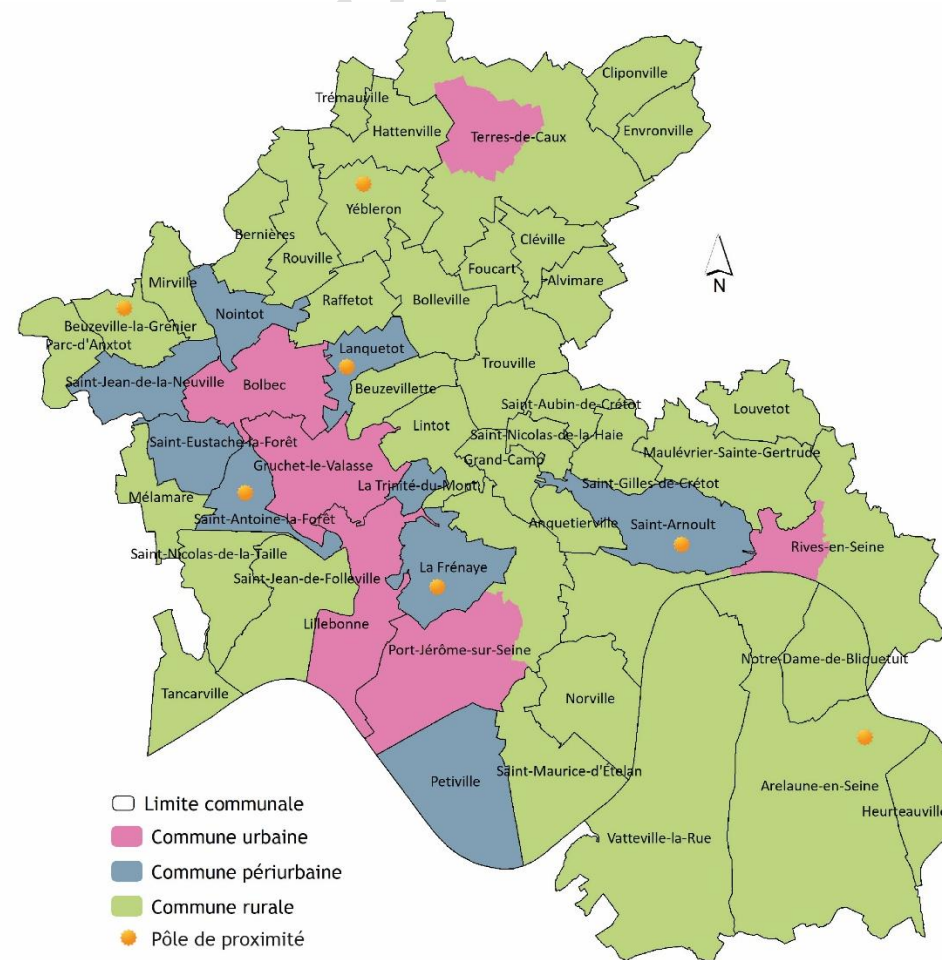 Cliponville
Trémauville
Hattenville
Envronville
Terres-de-Caux
Yébleron
Bernières
Cléville
Rouville
Foucart
Alvimare
Mirville
Raffetot
Bolleville
N
Nointot
Beuzeville-la-Grenier
Parc-d'Anxtot
Lanquetot
Trouville
Saint-Jean-de-la-Neuville
Bolbec
Beuzevillette
Saint-Aubin-de-Crétot
Louvetot
Lintot
Saint-Nicolas-de-la-Haie
Saint-Eustache-la-Forêt
Maulévrier-Sainte-Gertrude
Grand-Camp
Gruchet-le-Valasse
La Trinité-du-Mont
Saint-Gilles-de-Crétot
Mélamare
Saint-Antoine-la-Forêt
Anquetierville
Saint-Arnoult
Rives-en-Seine
Saint-Nicolas-de-la-Taille
La Frénaye
Saint-Jean-de-Folleville
Lillebonne
Port-Jérôme-sur-Seine
Notre-Dame-de-Bliquetuit
Tancarville
Norville
Saint-Maurice-d'Ételan
Petiville
Arelaune-en-Seine
Heurteauville
Vatteville-la-Rue
Limite communale
Commune urbaine
Commune périurbaine
Commune rurale
Pôle de proximité